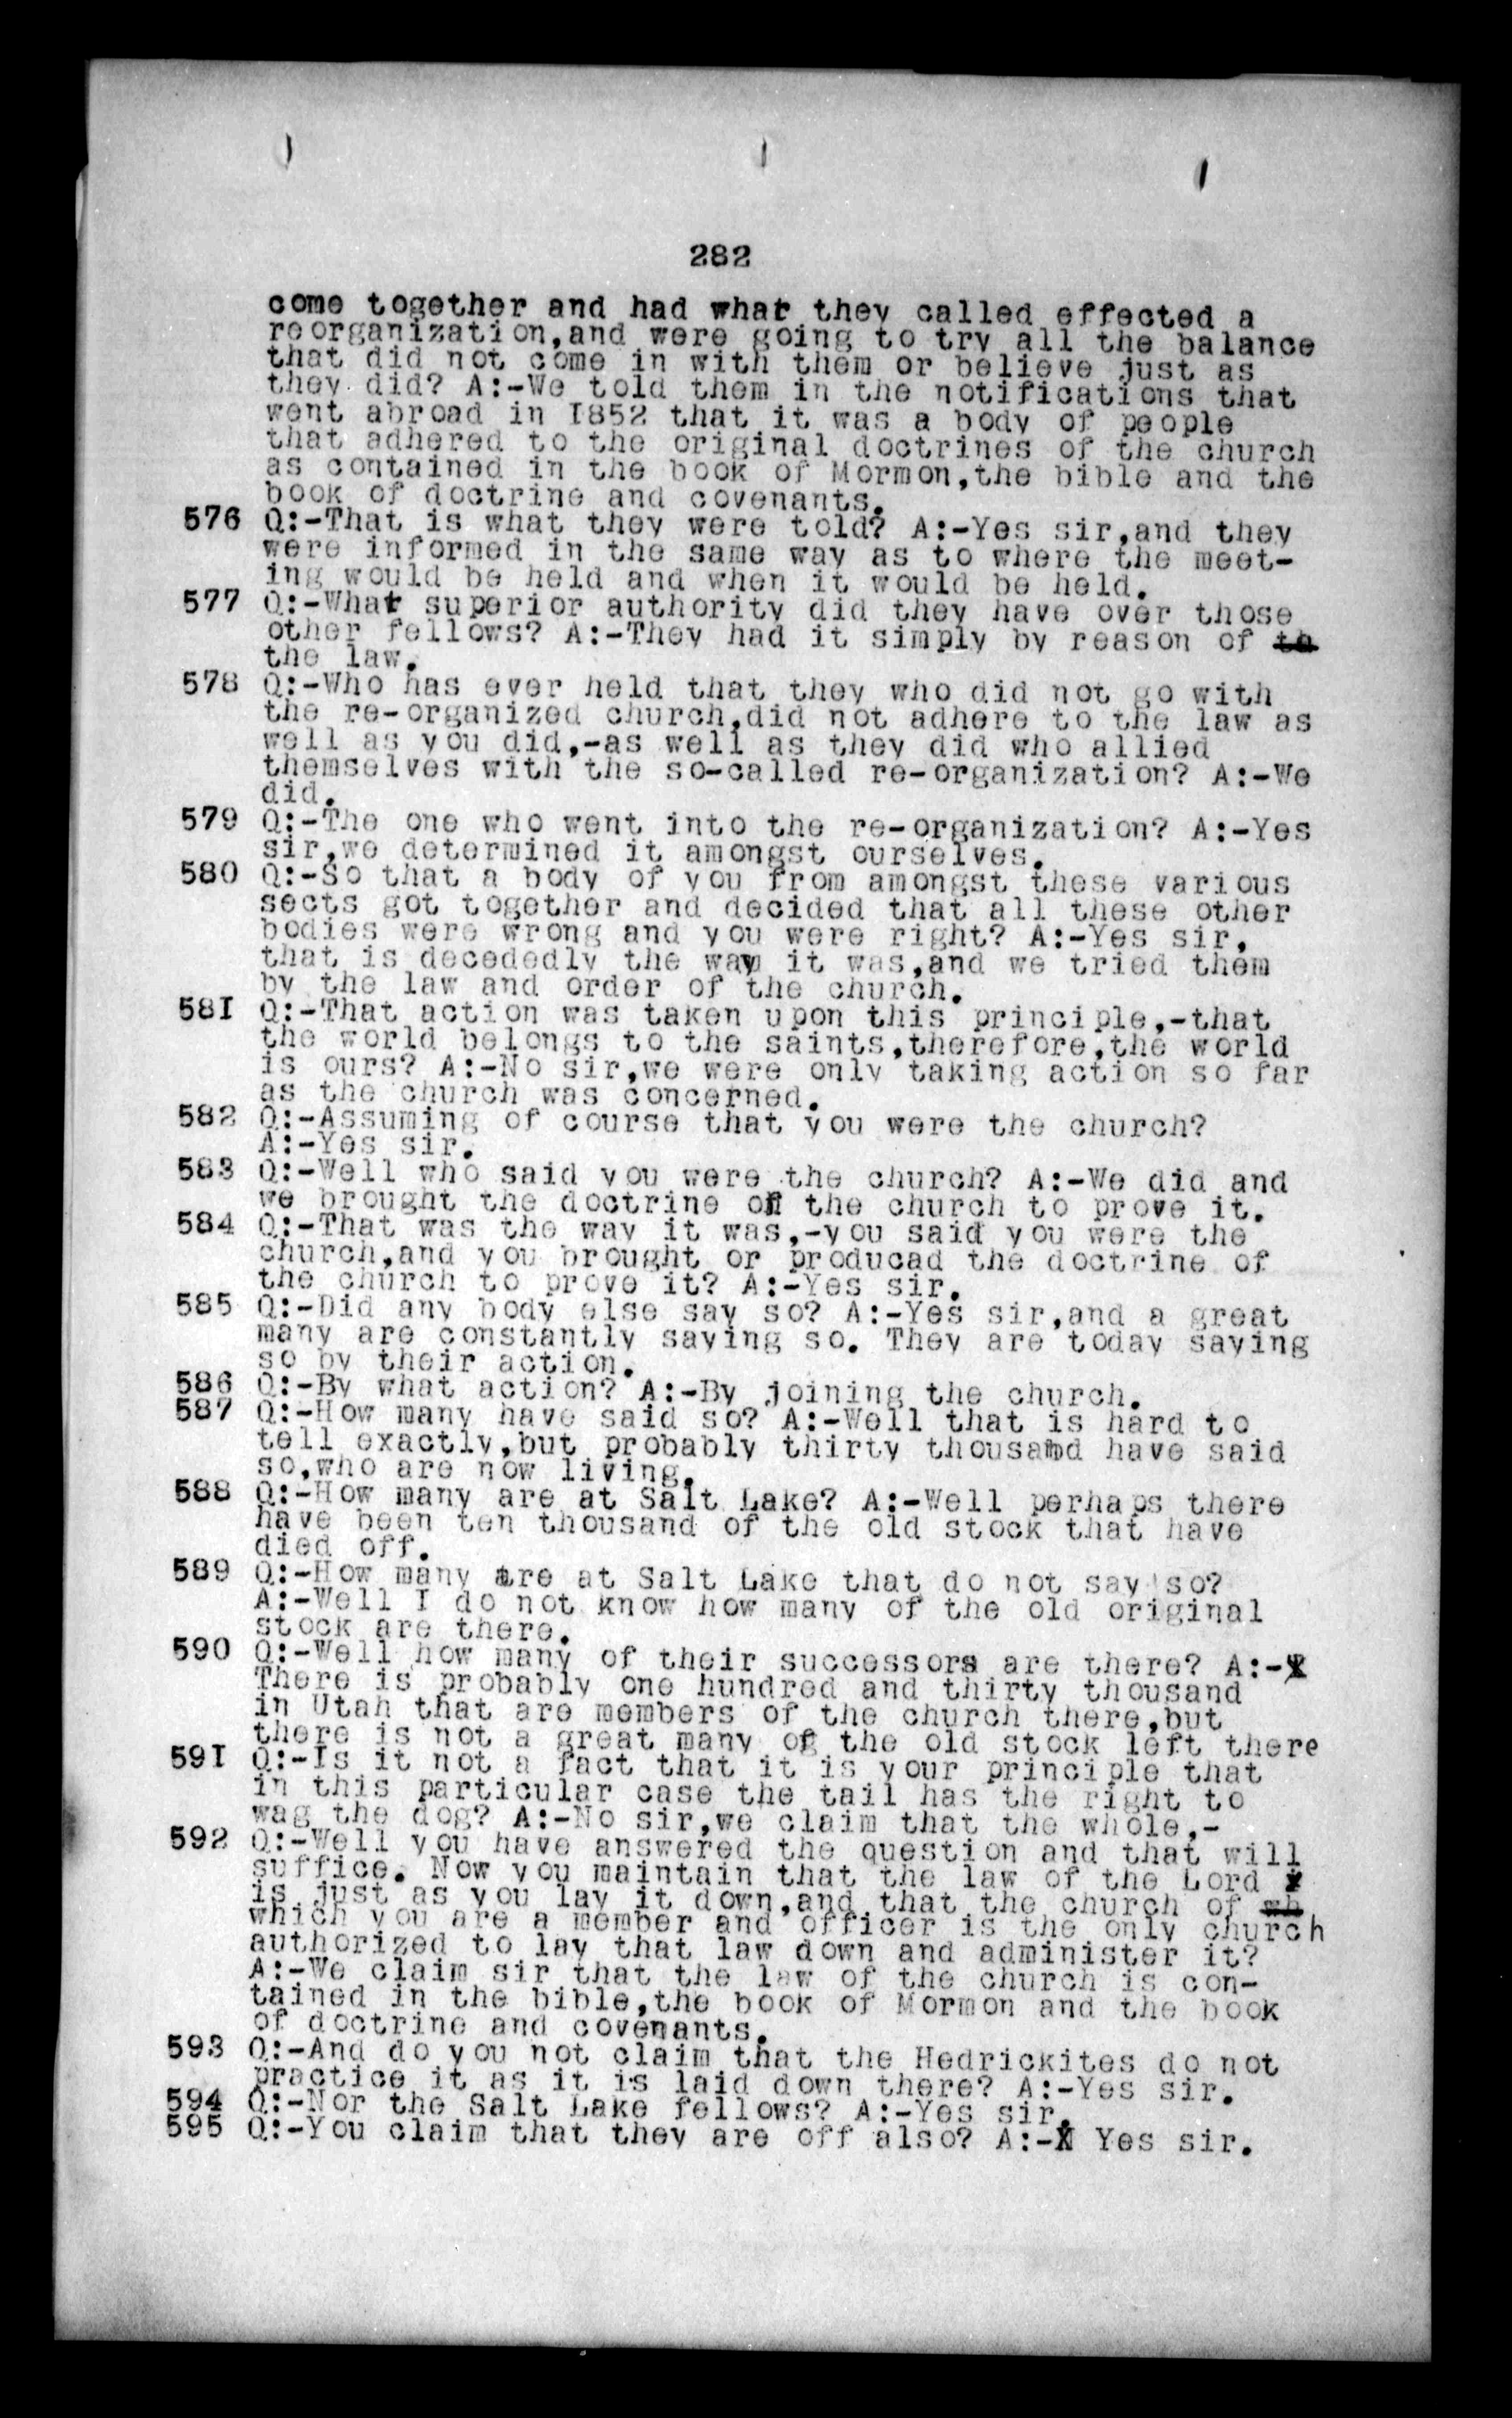 282
come together and had what they called effected a
reorganization,and were going to try all the balance
that did not come in with them or believe just as
they did? A:-We told them in the notifications that
went abroad in I852 that it was a body of people
that adhered to the original doctrines of the church
as contained in the book of Mormon,the bible and the
book of doctrine and covenants.
576 Q:-That is what they were told? A:-Yes sir,and they
were informed in the same way as to where the meet-
ing would be held and when it would be held.
577 Q:-What superior authority did they have over those
other fellows? A:-They had it simply by reason of th
the law.
578 Q:-Who has ever held that they who did not go with
the re-organized church,did not adhere to the law as
well as you did,-as well as they did who allied
themselves with the so-called re-organization? A:-We
did.
579 Q:-The one who went into the re-organization? A:-Yes
sir,we determined it amongst ourselves.
580 Q:-So that a body of you from amongst these various
sects got together and decided that all these other
bodies were wrong and you were right? A:-Yes sir,
that is decededly the way it was,and we tried them
by the law and order of the church.
58I Q:-That action was taken upon this principle,-that
the world belongs to the saints,therefore,the world
is ours? A:-No sir,we were only taking action so far
as the church was concerned.
582 Q:-Assuming of course that you were the church?
A:-Yes sir.
583 Q:-Well who said you were the church? A:-We did and
we brought the doctrine of the church to prove it.
584 Q:-That was the way it was,-you said you were the
church,and you brought or producad the doctrine of
the church to prove it? A:-Yes sir.
585 Q:-Did any body else say so? A:-Yes sir,and a great
many are constantly saying so. They are today saying
so by their action.
586 Q:-By what action? A:-By joining the church.
587 Q:-How many have said so? A:-Well that is hard to
tell exactly,but probably thirty thousand have said
so,who are now living.
588 Q:-How many are at Salt Lake? A:-Well perhaps there
have been ten thousand of the old stock that have
died off.
589 Q:-How many are at Salt Lake that do not say so?
A:-Well I do not know how many of the old original
stock are there.
590 Q:-Well how many of their successors are there? A:-
There is probably one hundred and thirty thousand
in Utah that are members of the church there,but
there is not a great many of the old stock left there
59I Q:-Is it not a fact that it is your principle that
in this particular case the tail has the right to
wag the dog? A:-No sir,we claim that the whole,-
592 Q:-Well you have answered the question and that will
suffice. Now you maintain that the law of the Lord
is just as you lay it down,and that the church of wh
which you are a member and officer is the only church
authorized to lay that law down and administer it?
A:-We claim sir that the law of the church is con-
tained in the bible,the book of Mormon and the book
of doctrine and covenants.
593 Q:-And do you not claim that the Hedrickites do not
practice it as it is laid down there? A:-Yes sir.
594 Q:-Nor the Salt Lake fellows? A:-Yes sir.
595 Q:-You claim that they are off also? A:- Yes sir.